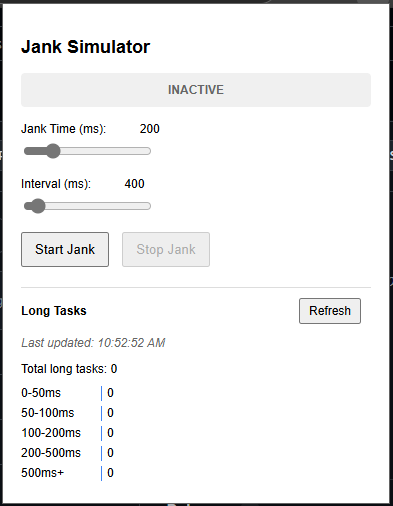 Jank Simulator
INACTIVE
Jank Time (ms): 200
Interval (ms): 400
Start Jank Stop Jank
Long Tasks Refresh
Last updated: 10:52:52 AM
Total long tasks: 0
0-50ms 0
50-100ms 0
100-200ms 0
200-500ms 0
500ms+ 0